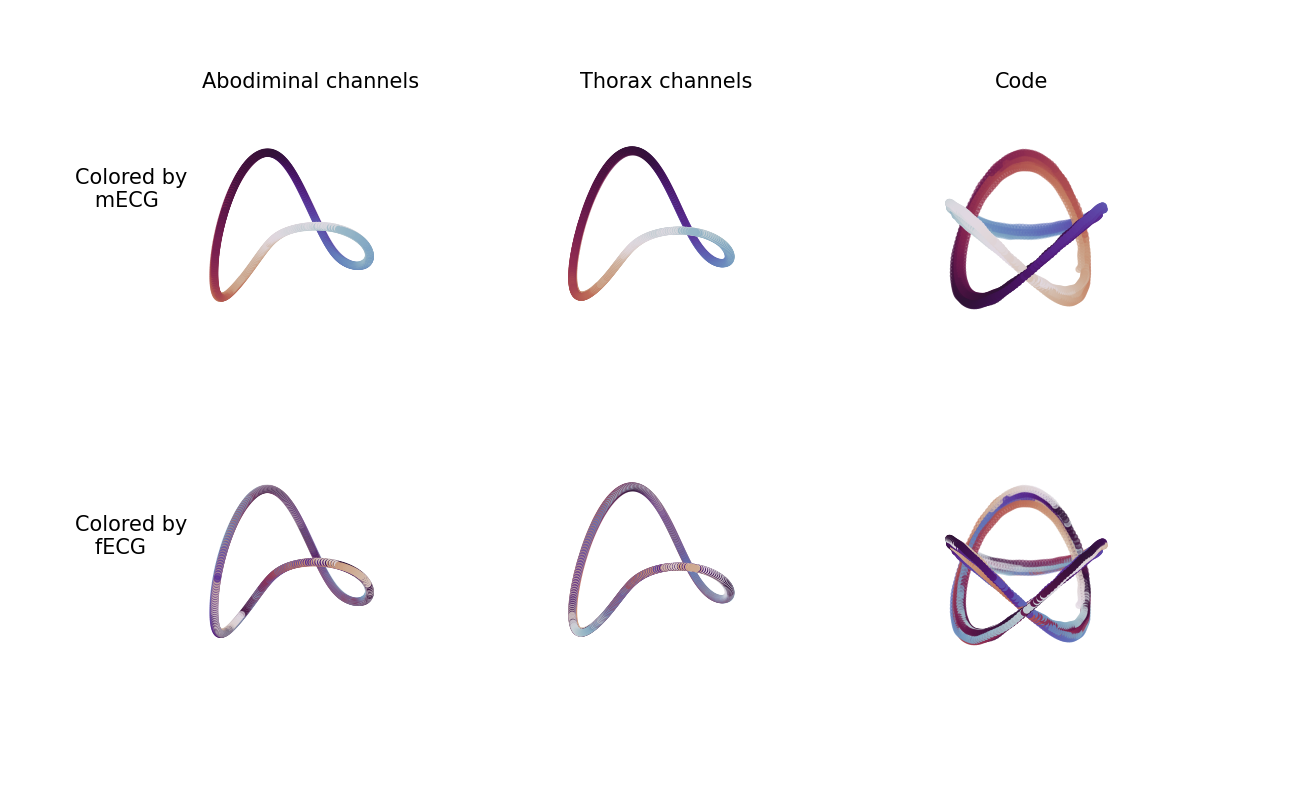 Abodiminal channels
Thorax channels
Code
Colored by
mECG
Colored by
fECG